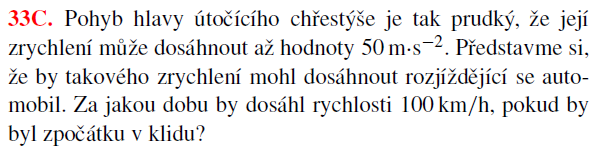 33C. Pohyb hlavy útočícího chřestýše je tak prudký, že její
zrychlení může dosáhnout až hodnoty 50 m·s⁻². Představme si,
že by takového zrychlení mohl dosáhnout rozjíždějící se auto-
mobil. Za jakou dobu by dosáhl rychlosti 100 km/h, pokud by
byl zpočátku v klidu?